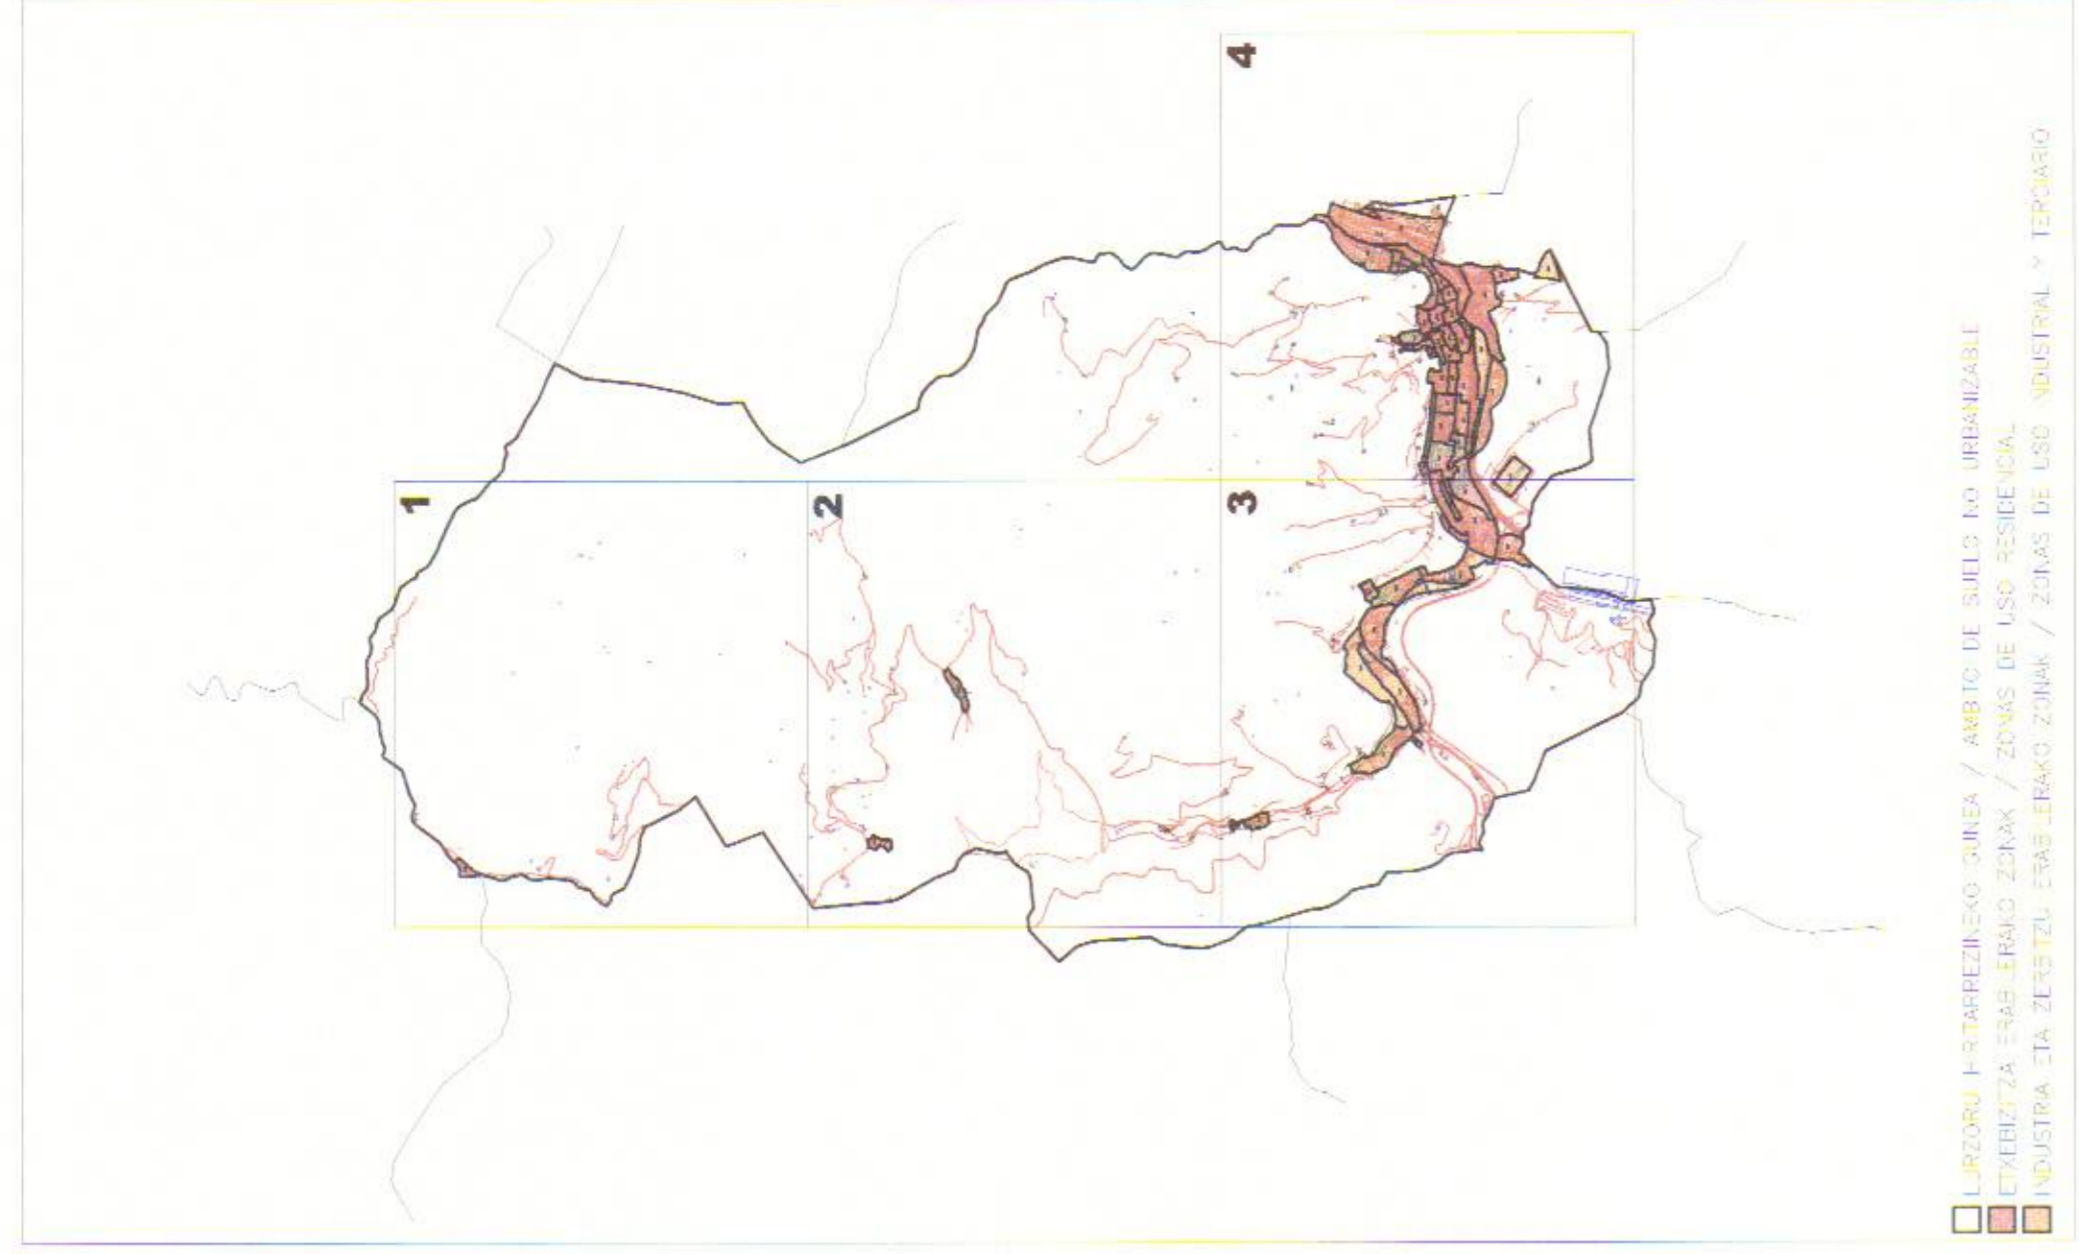 1
2
3
4
LURZORU HIRITARREZINEKO GUNEA / AMBITO DE SUELO NO URBANIZABLE
ETXEBIZITZA ERABILERAKO ZONAK / ZONAS DE USO RESIDENCIAL
INDUSTRIA ETA ZERBITZU ERABILERAKO ZONAK / ZONAS DE USO INDUSTRIAL Y TERCIARIO